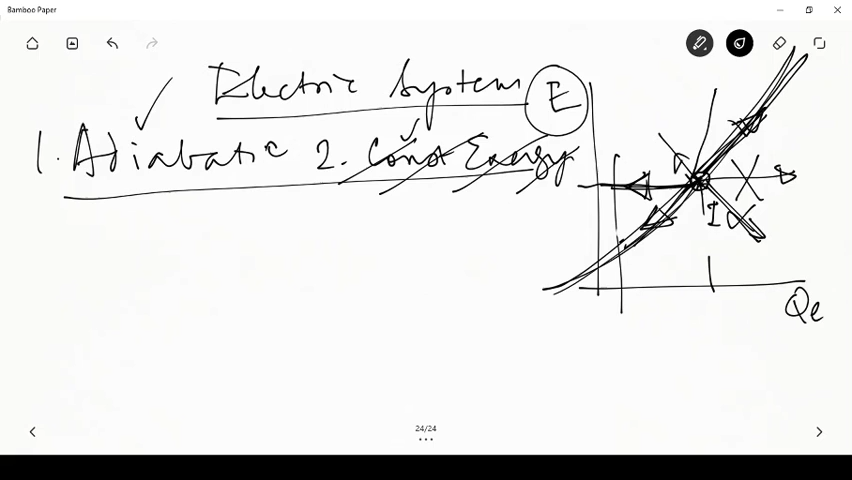 Bamboo Paper
Electric System E
1. Adiabatic 2. Const Energy
I
Qe
24/24